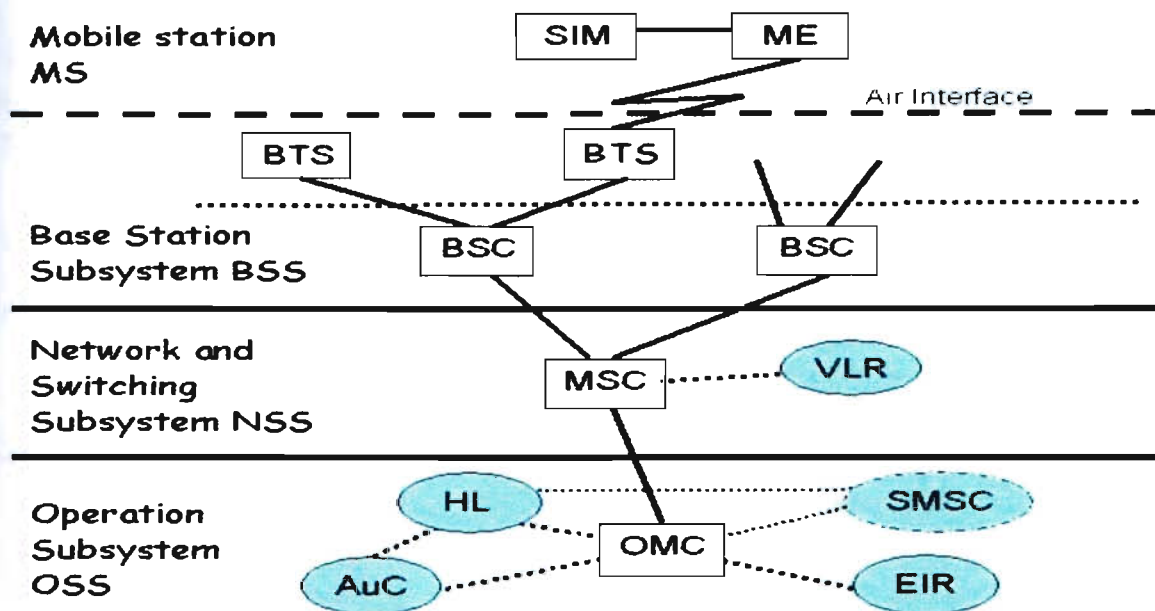 Mobile station
MS
SIM
ME
Air Interface
BTS
BTS
Base Station
Subsystem BSS
BSC
BSC
Network and
Switching
Subsystem NSS
MSC
VLR
Operation
Subsystem
OSS
HL
SMSC
OMC
AuC
EIR